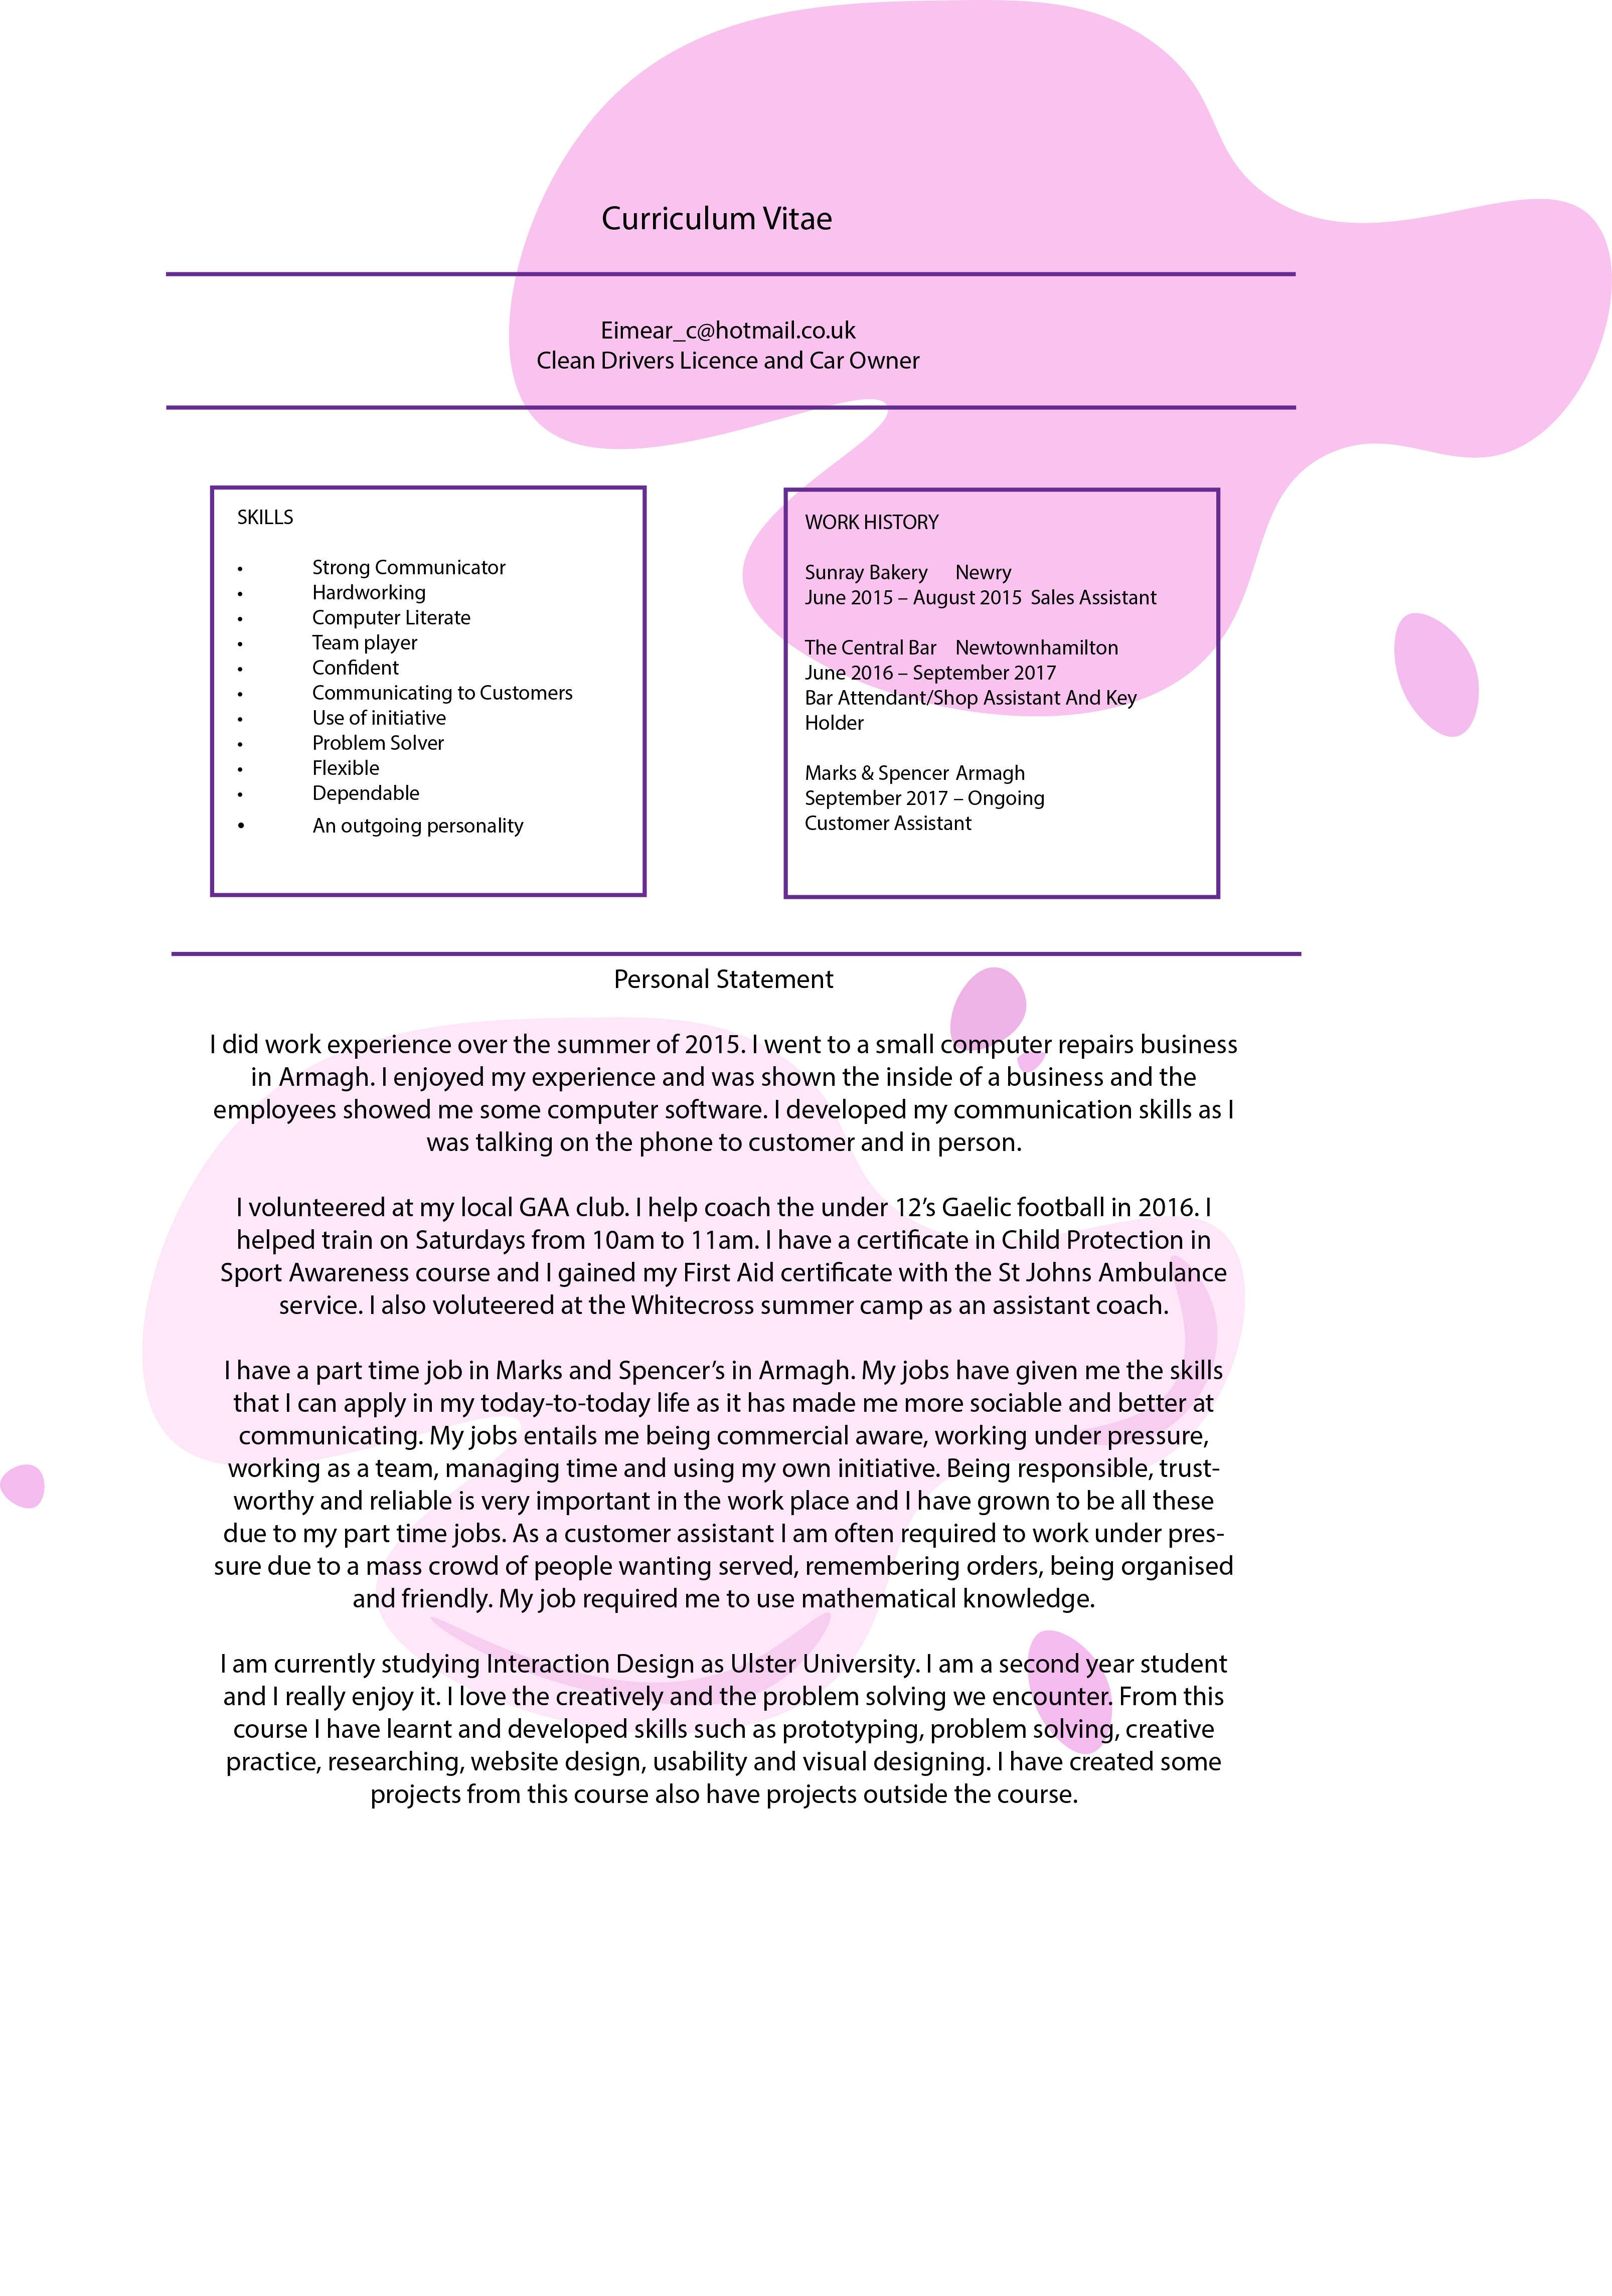 Curriculum Vitae
Eimear_c@hotmail.co.uk
Clean Drivers Licence and Car Owner
SKILLS
• Strong Communicator
• Hardworking
• Computer Literate
• Team player
• Confident
• Communicating to Customers
• Use of initiative
• Problem Solver
• Flexible
• Dependable
• An outgoing personality
WORK HISTORY
Sunray Bakery Newry
June 2015 – August 2015 Sales Assistant
The Central Bar Newtownhamilton
June 2016 – September 2017
Bar Attendant/Shop Assistant And Key
Holder
Marks & Spencer Armagh
September 2017 – Ongoing
Customer Assistant
Personal Statement
I did work experience over the summer of 2015. I went to a small computer repairs business
in Armagh. I enjoyed my experience and was shown the inside of a business and the
employees showed me some computer software. I developed my communication skills as I
was talking on the phone to customer and in person.
I volunteered at my local GAA club. I help coach the under 12’s Gaelic football in 2016. I
helped train on Saturdays from 10am to 11am. I have a certificate in Child Protection in
Sport Awareness course and I gained my First Aid certificate with the St Johns Ambulance
service. I also voluteered at the Whitecross summer camp as an assistant coach.
I have a part time job in Marks and Spencer’s in Armagh. My jobs have given me the skills
that I can apply in my today-to-today life as it has made me more sociable and better at
communicating. My jobs entails me being commercial aware, working under pressure,
working as a team, managing time and using my own initiative. Being responsible, trust-
worthy and reliable is very important in the work place and I have grown to be all these
due to my part time jobs. As a customer assistant I am often required to work under pres-
sure due to a mass crowd of people wanting served, remembering orders, being organised
and friendly. My job required me to use mathematical knowledge.
I am currently studying Interaction Design as Ulster University. I am a second year student
and I really enjoy it. I love the creatively and the problem solving we encounter. From this
course I have learnt and developed skills such as prototyping, problem solving, creative
practice, researching, website design, usability and visual designing. I have created some
projects from this course also have projects outside the course.